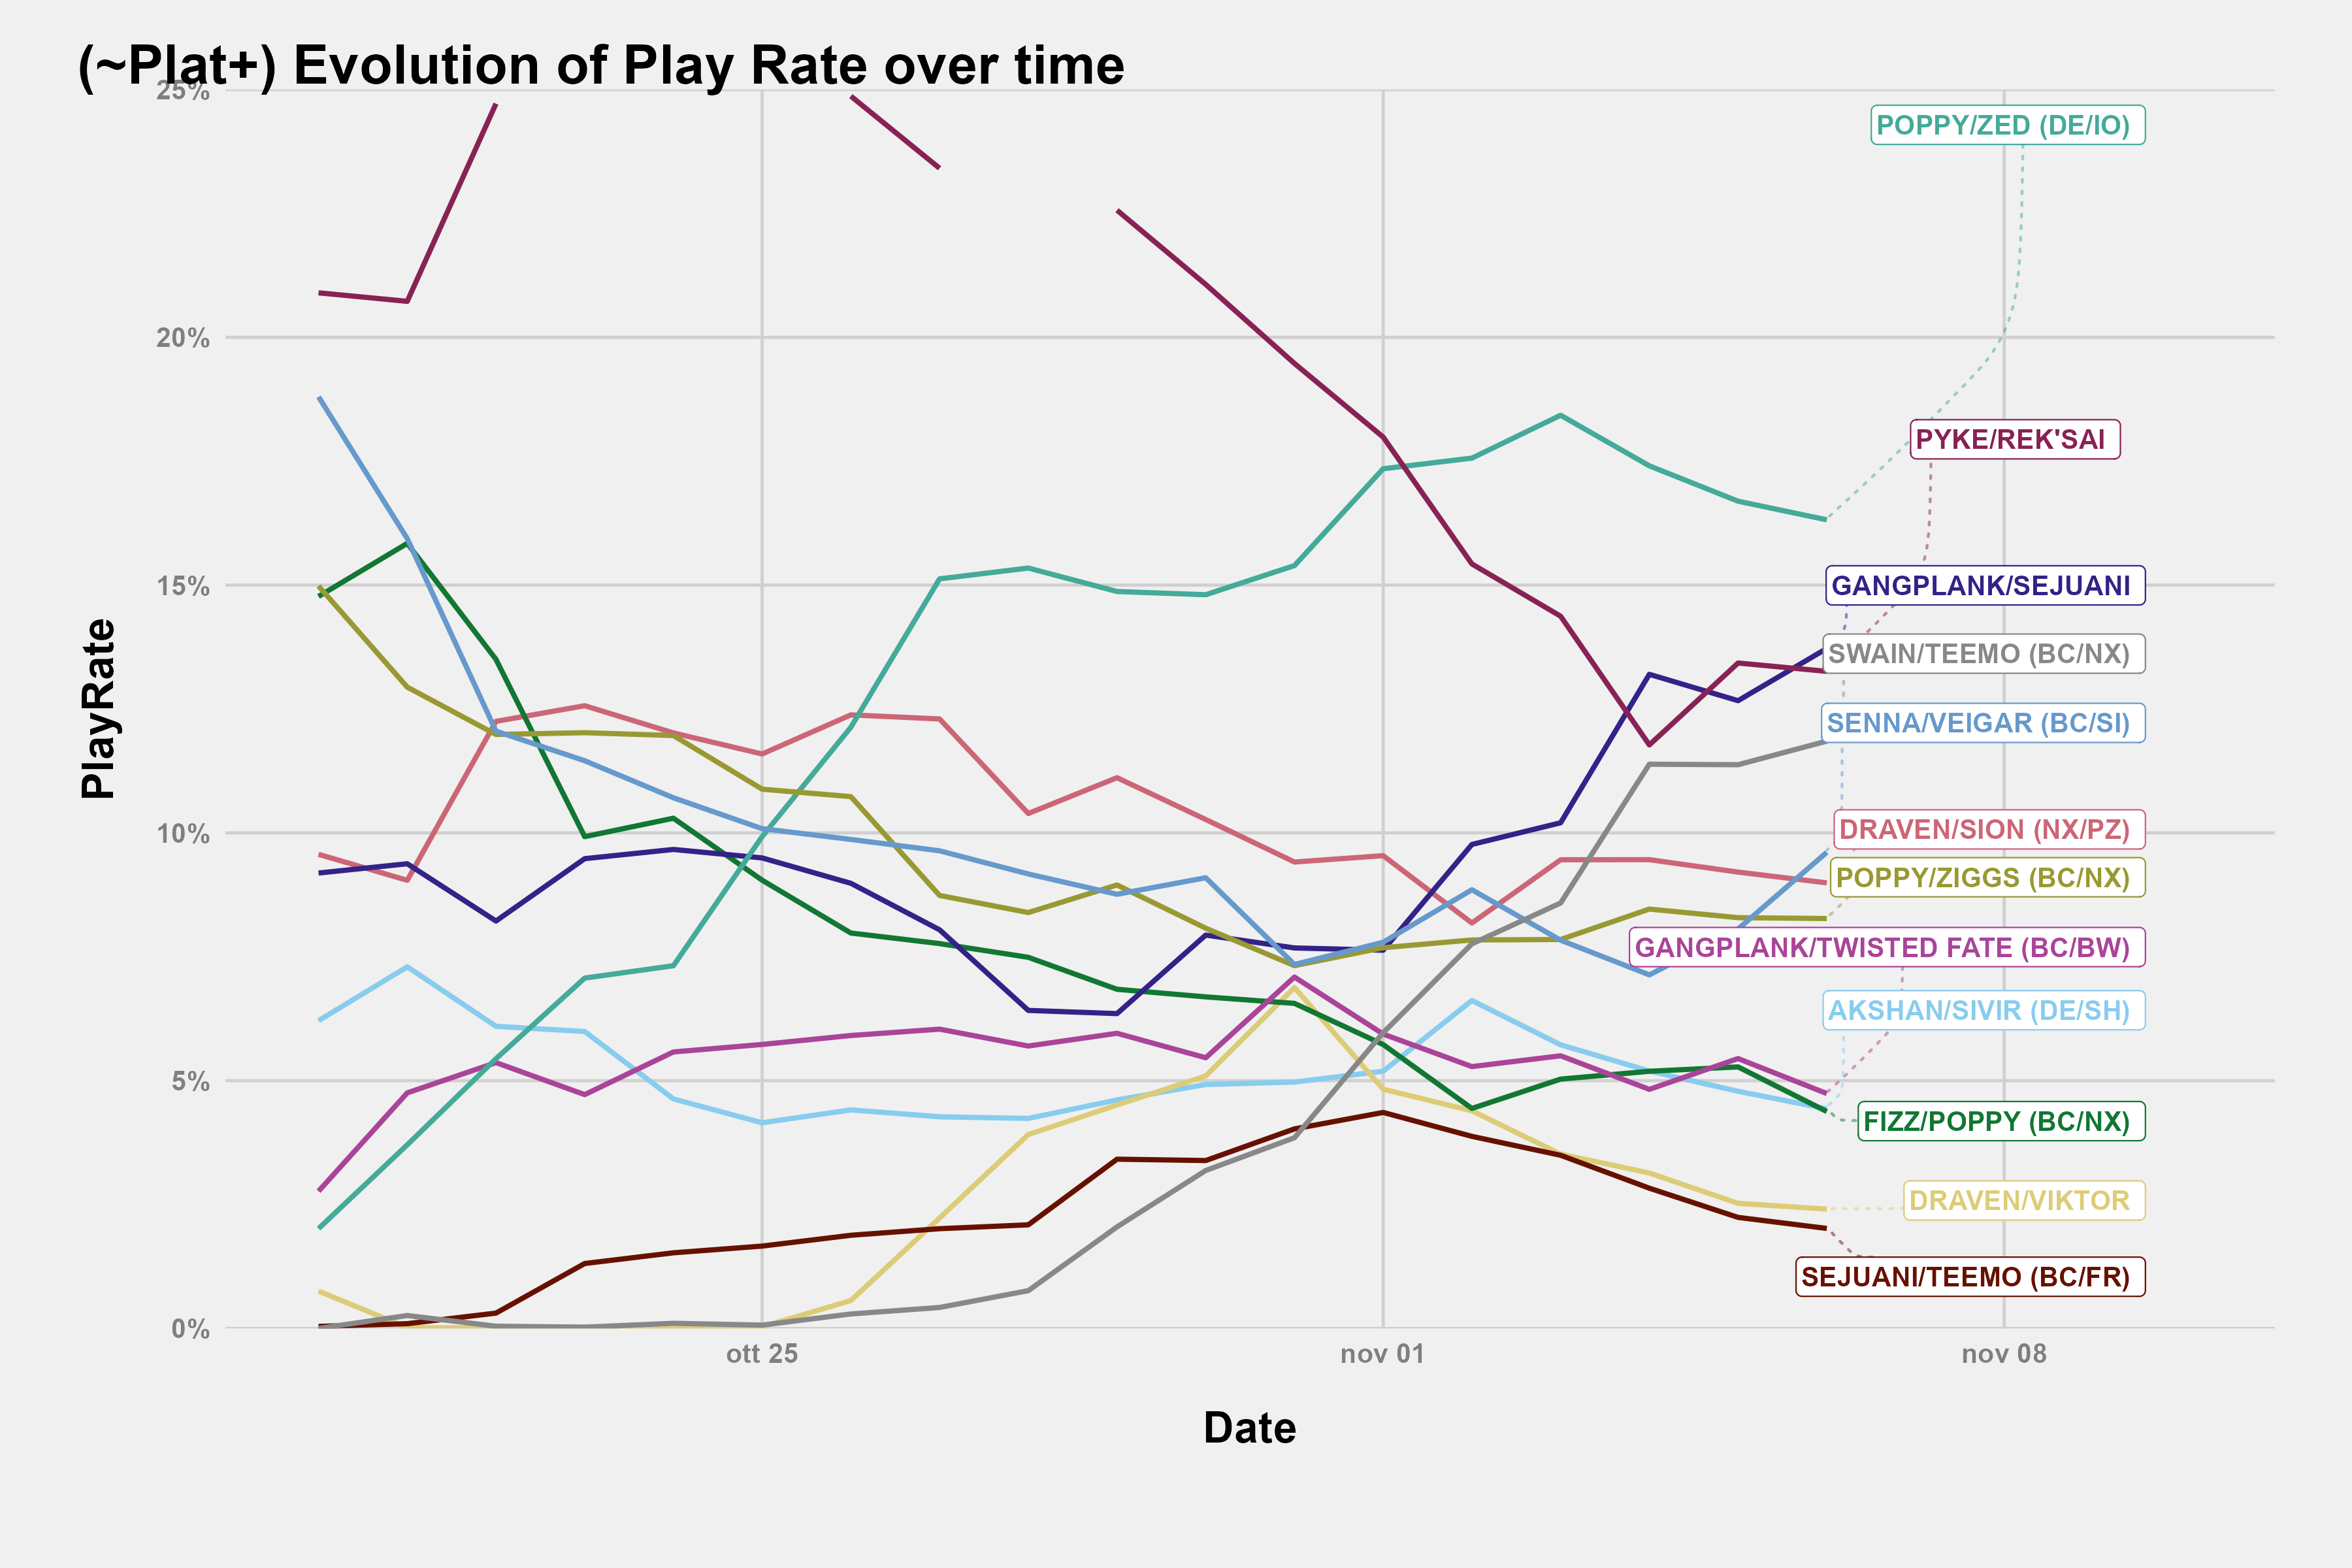 (~Plat+) Evolution of Play Rate over time
25%
20%
15%
10%
5%
0%
PlayRate
POPPY/ZED (DE/IO)
PYKE/REK'SAI
GANGPLANK/SEJUANI
SWAIN/TEEMO (BC/NX)
SENNA/VEIGAR (BC/SI)
DRAVEN/SION (NX/PZ)
POPPY/ZIGGS (BC/NX)
GANGPLANK/TWISTED FATE (BC/BW)
AKSHAN/SIVIR (DE/SH)
FIZZ/POPPY (BC/NX)
DRAVEN/VIKTOR
SEJUANI/TEEMO (BC/FR)
ott 25
nov 01
nov 08
Date